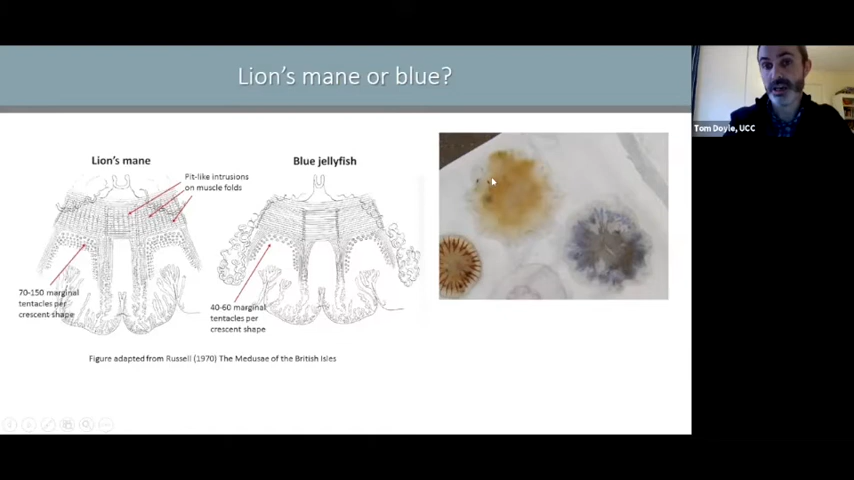 Lion's mane or blue?
Tom Doyle, UCC
Lion's mane
Blue jellyfish
Pit-like intrusions
on muscle folds
70-150 marginal
tentacles per
crescent shape
40-60 marginal
tentacles per
crescent shape
Figure adapted from Russell (1970) The Medusae of the British Isles